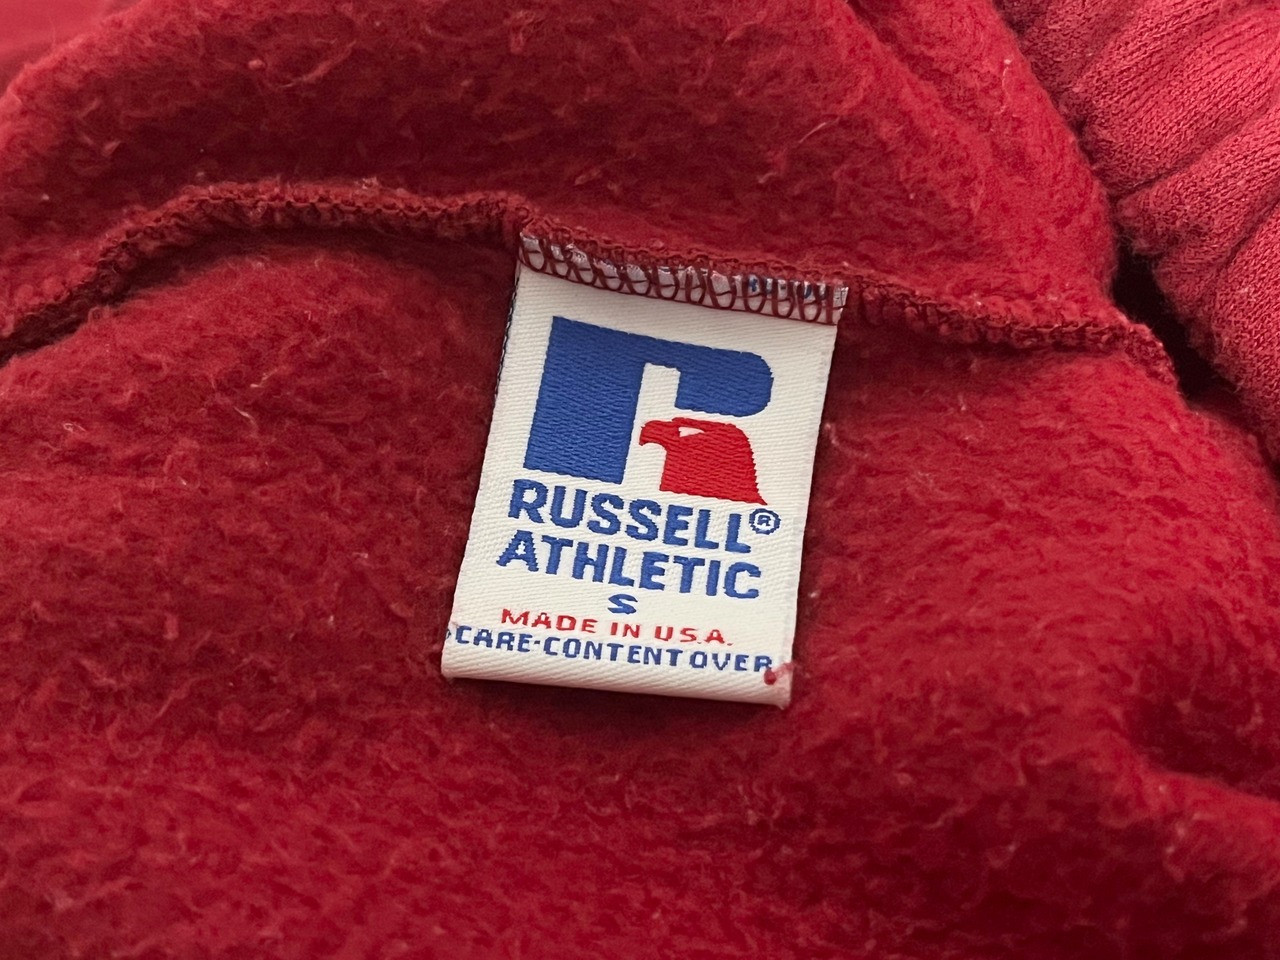 RUSSELL®
ATHLETIC
S
MADE IN U.S.A.
CARE·CONTENT OVER